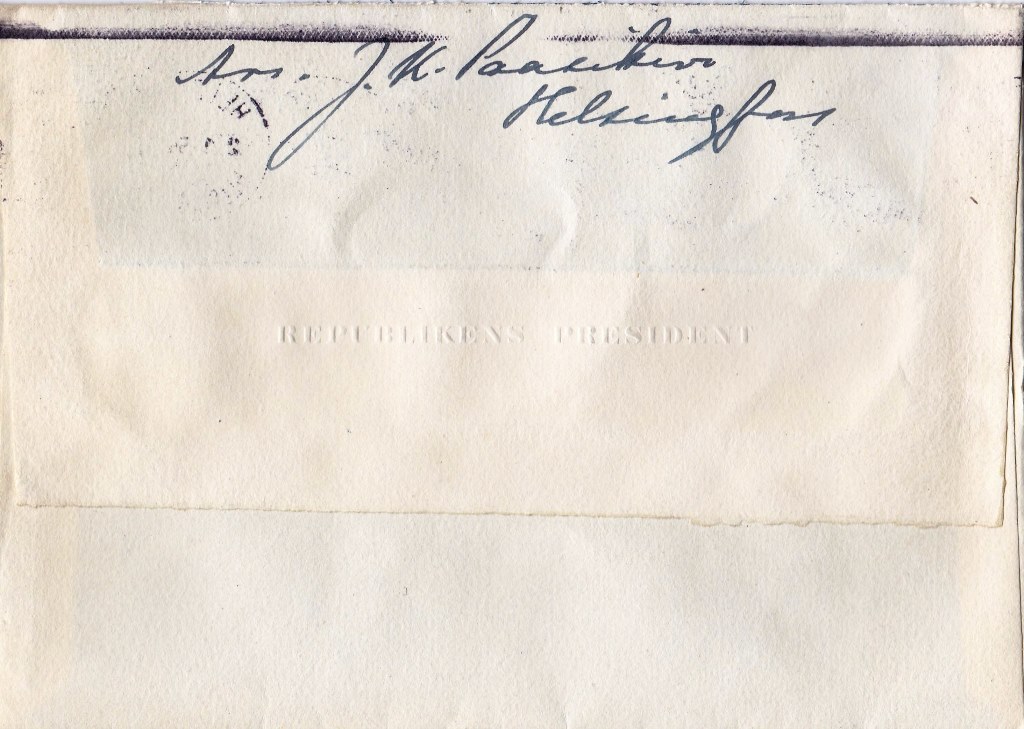 Avs. J. K. Paasikivi
Helsingfors
REPUBLIKENS PRESIDENT